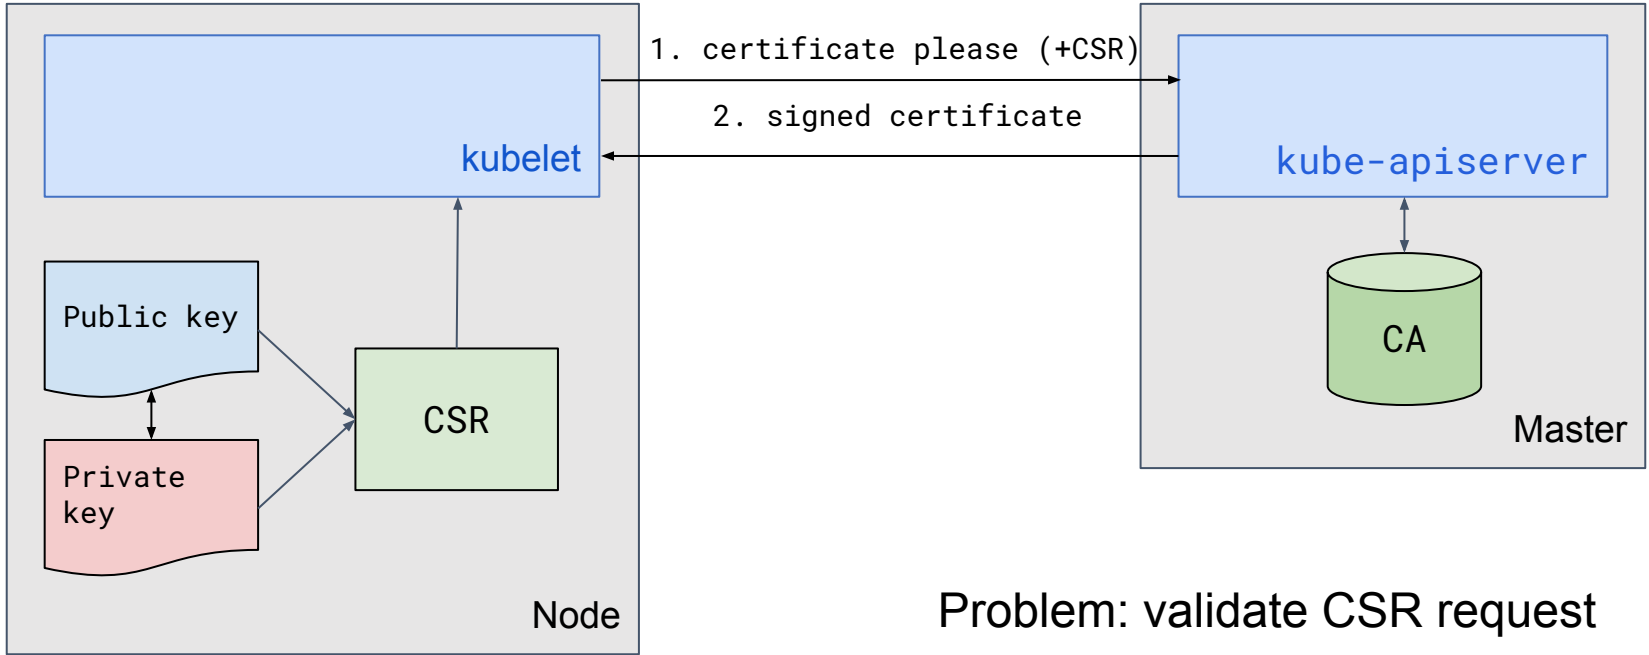 1. certificate please (+CSR)
2. signed certificate
kubelet
kube-apiserver
Public key
CSR
Private
key
CA
Master
Node
Problem: validate CSR request